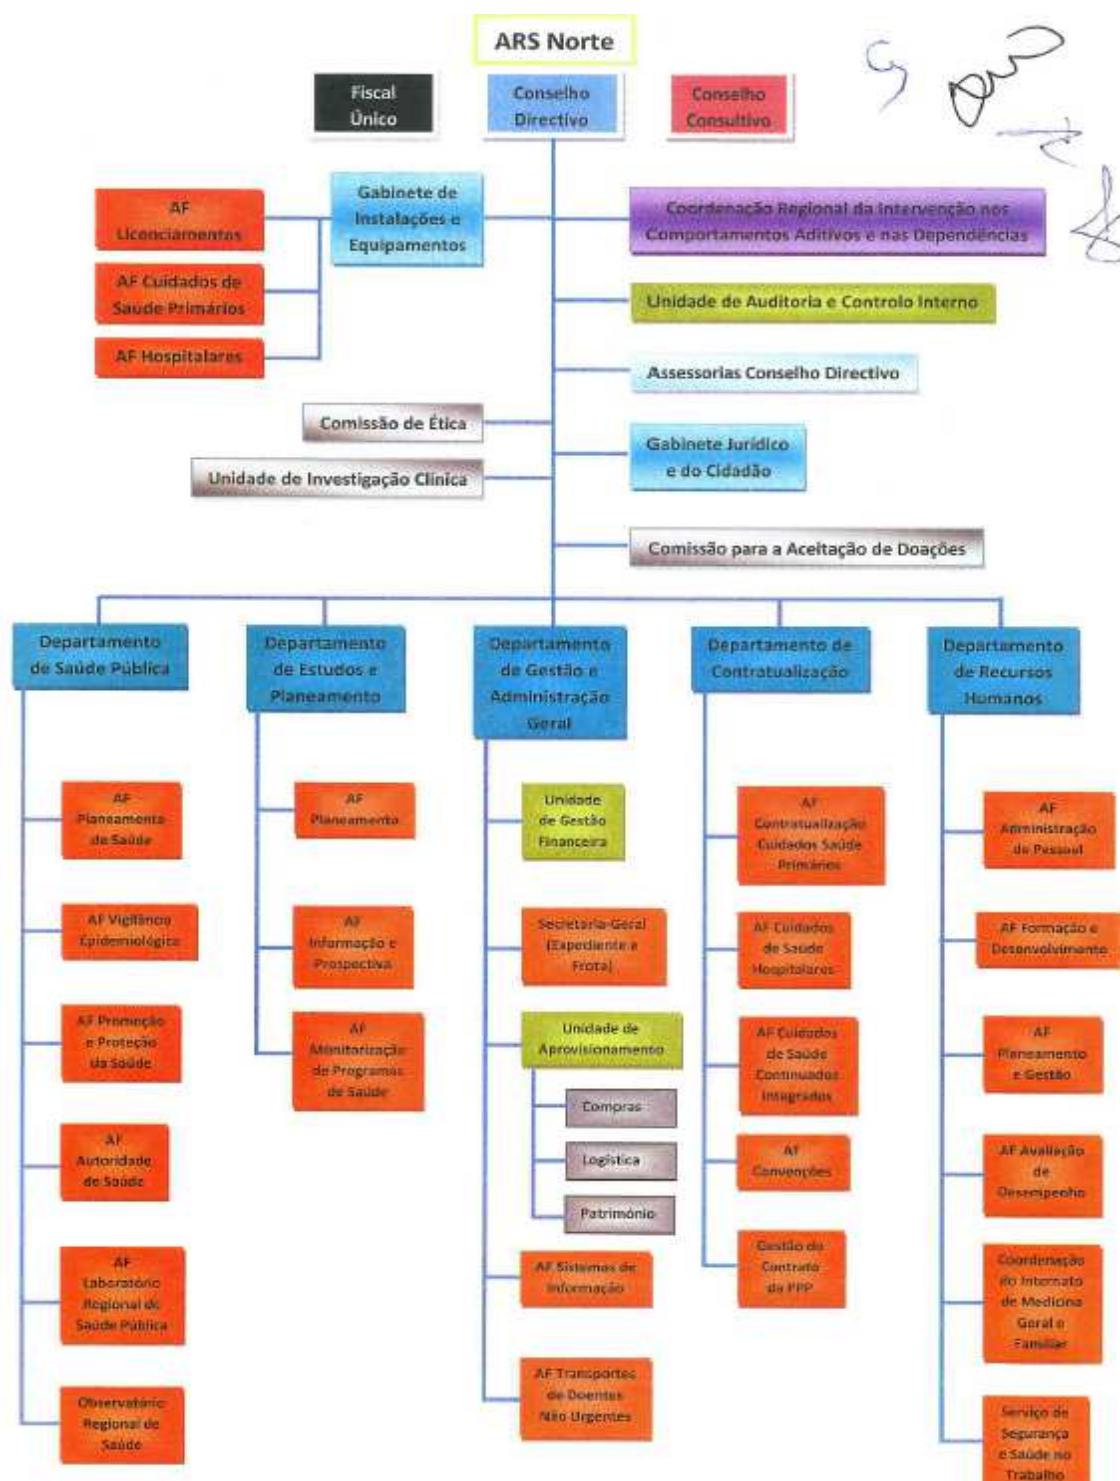 ARS Norte
Fiscal
Único
Conselho
Directivo
Conselho
Consultivo
AF
Licenciamentos
Gabinete de
Instalações e
Equipamentos
Coordenação Regional da Intervenção nos
Comportamentos Aditivos e nas Dependências
AF Cuidados de
Saúde Primários
Unidade de Auditoria e Controlo Interno
AF Hospitalares
Assessorias Conselho Directivo
Comissão de Ética
Gabinete Jurídico
e do Cidadão
Unidade de Investigação Clínica
Comissão para a Aceitação de Doações
Departamento
de Saúde Pública
Departamento
de Estudos e
Planeamento
Departamento
de Gestão e
Administração
Geral
Departamento de
Contratualização
Departamento
de Recursos
Humanos
AF
Planeamento
de Saúde
AF Vigilância
Epidemiológica
AF Promoção
e Proteção
da Saúde
AF
Autoridade
de Saúde
AF
Laboratório
Regional de
Saúde Pública
Observatório
Regional de
Saúde
AF
Planeamento
AF
Informação e
Prospectiva
AF
Monitorização
de Programas
de Saúde
Unidade
de Gestão
Financeira
Secretaria-Geral
(Expediente e
Frota)
Unidade de
Aprovisionamento
Compras
Logística
Património
AF Sistemas de
Informação
AF Transportes
de Doentes
Não Urgentes
AF
Contratualização
Cuidados Saúde
Primários
AF Cuidados
de Saúde
Hospitalares
AF Cuidados
de Saúde
Continuados
Integrados
AF
Convenções
Gestão do
Contrato
da PPP
AF
Administração
de Pessoal
AF Formação e
Desenvolvimento
AF
Planeamento
e Gestão
AF Avaliação
de
Desempenho
Coordenação
do Internato
de Medicina
Geral e
Familiar
Serviço de
Segurança
e Saúde no
Trabalho